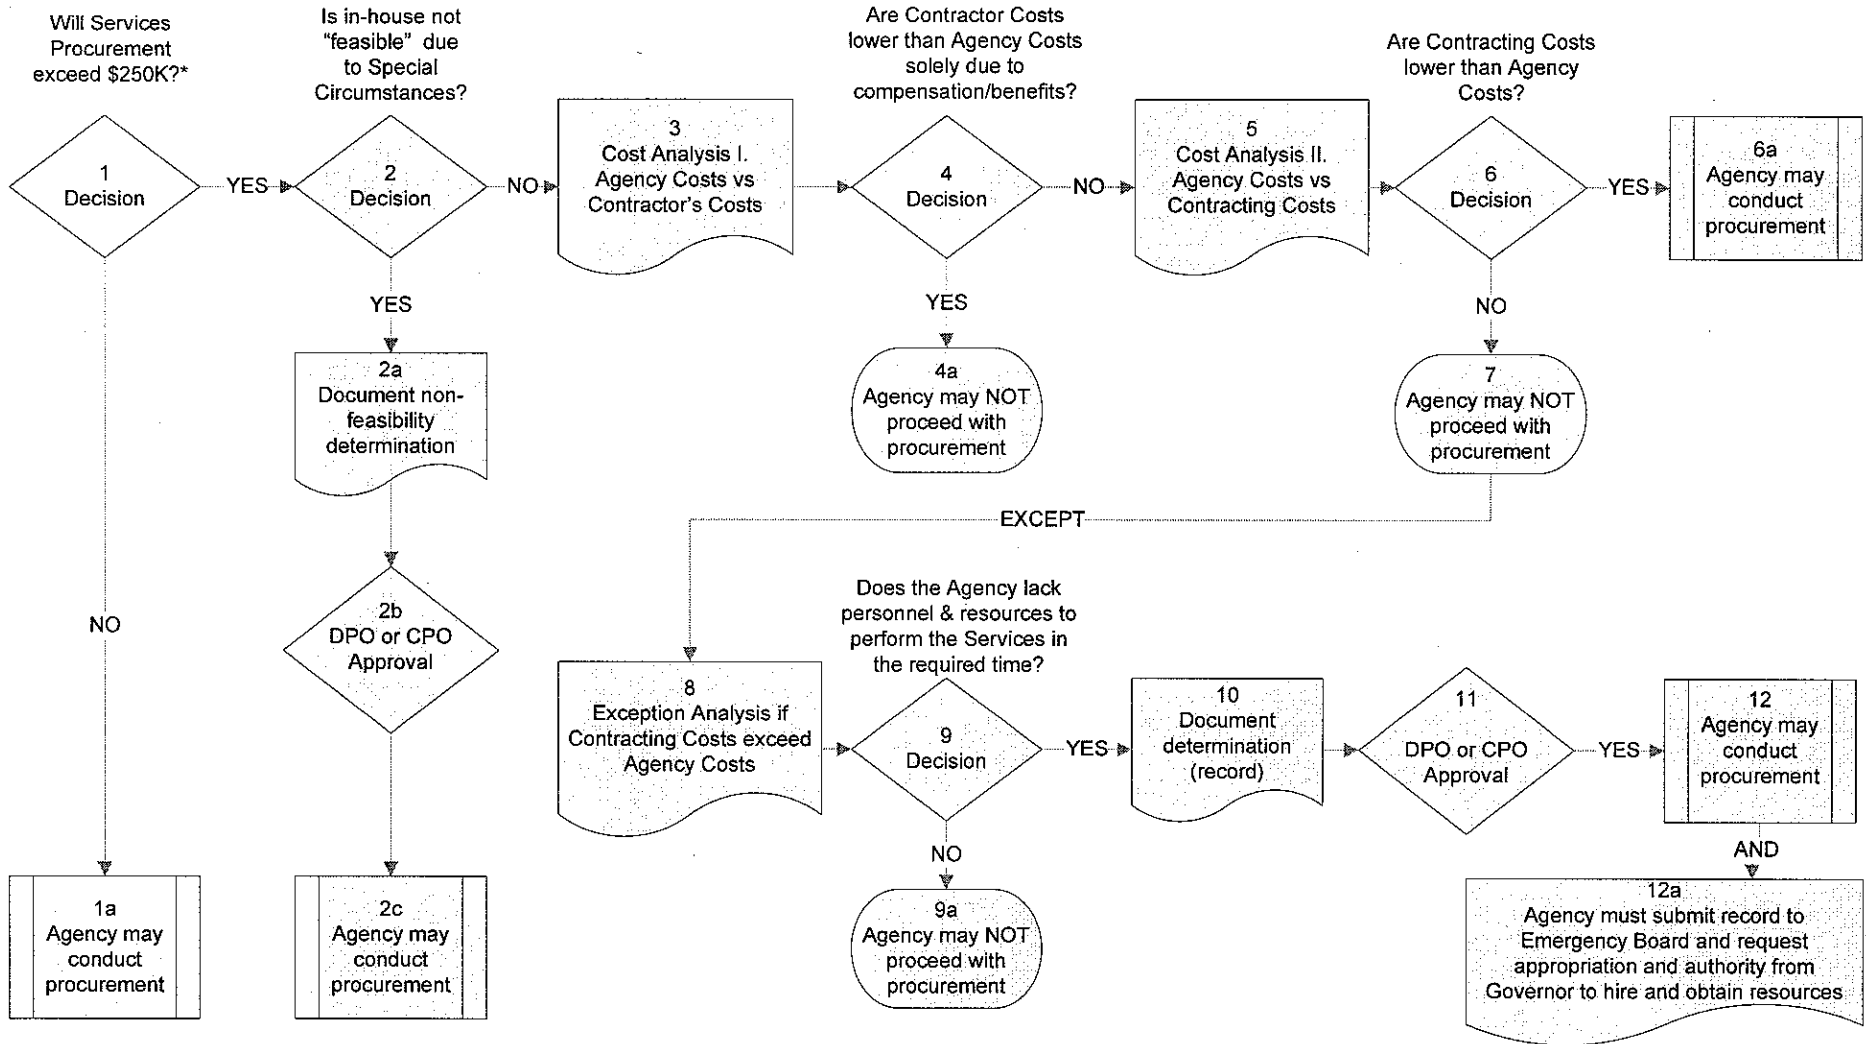 Will Services
Procurement
exceed $250K?*
Is in-house not
"feasible" due
to Special
Circumstances?
Are Contractor Costs
lower than Agency Costs
solely due to
compensation/benefits?
Are Contracting Costs
lower than Agency
Costs?
1
Decision
YES
2
Decision
NO
3
Cost Analysis I.
Agency Costs vs
Contractor's Costs
4
Decision
NO
5
Cost Analysis II.
Agency Costs vs
Contracting Costs
6
Decision
YES
6a
Agency may
conduct
procurement
YES
YES
NO
2a
Document non-
feasibility
determination
4a
Agency may NOT
proceed with
procurement
7
Agency may NOT
proceed with
procurement
EXCEPT
NO
2b
DPO or CPO
Approval
Does the Agency lack
personnel & resources to
perform the Services in
the required time?
8
Exception Analysis if
Contracting Costs exceed
Agency Costs
9
Decision
YES
10
Document
determination
(record)
11
DPO or CPO
Approval
YES
12
Agency may
conduct
procurement
NO
AND
1a
Agency may
conduct
procurement
2c
Agency may
conduct
procurement
9a
Agency may NOT
proceed with
procurement
12a
Agency must submit record to
Emergency Board and request
appropriation and authority from
Governor to hire and obtain resources